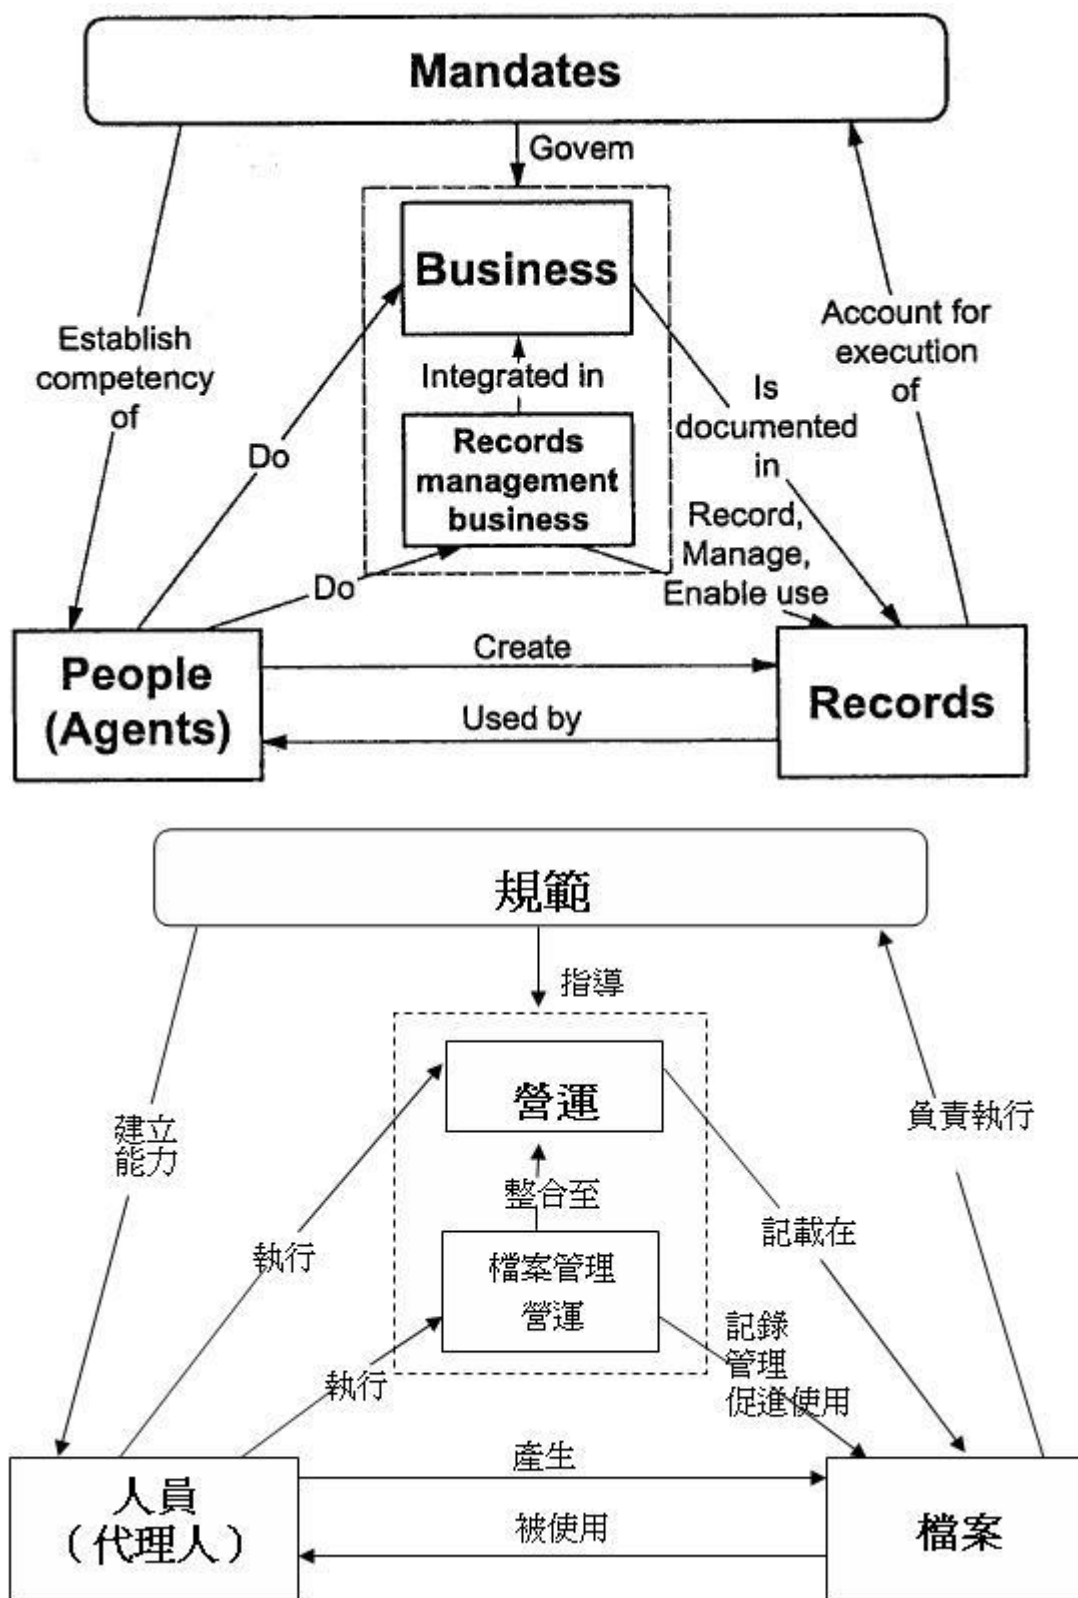 Mandates
Govem
Business
Establish
competency
of
Account for
execution
of
Integrated in
Is
documented
in
Do
Records
management
business
Record,
Manage,
Enable use
Do
People
(Agents)
Create
Used by
Records
規範
指導
營運
建立
能力
負責執行
整合至
記載在
執行
檔案管理
營運
記錄
管理
促進使用
執行
人員
（代理人）
產生
被使用
檔案